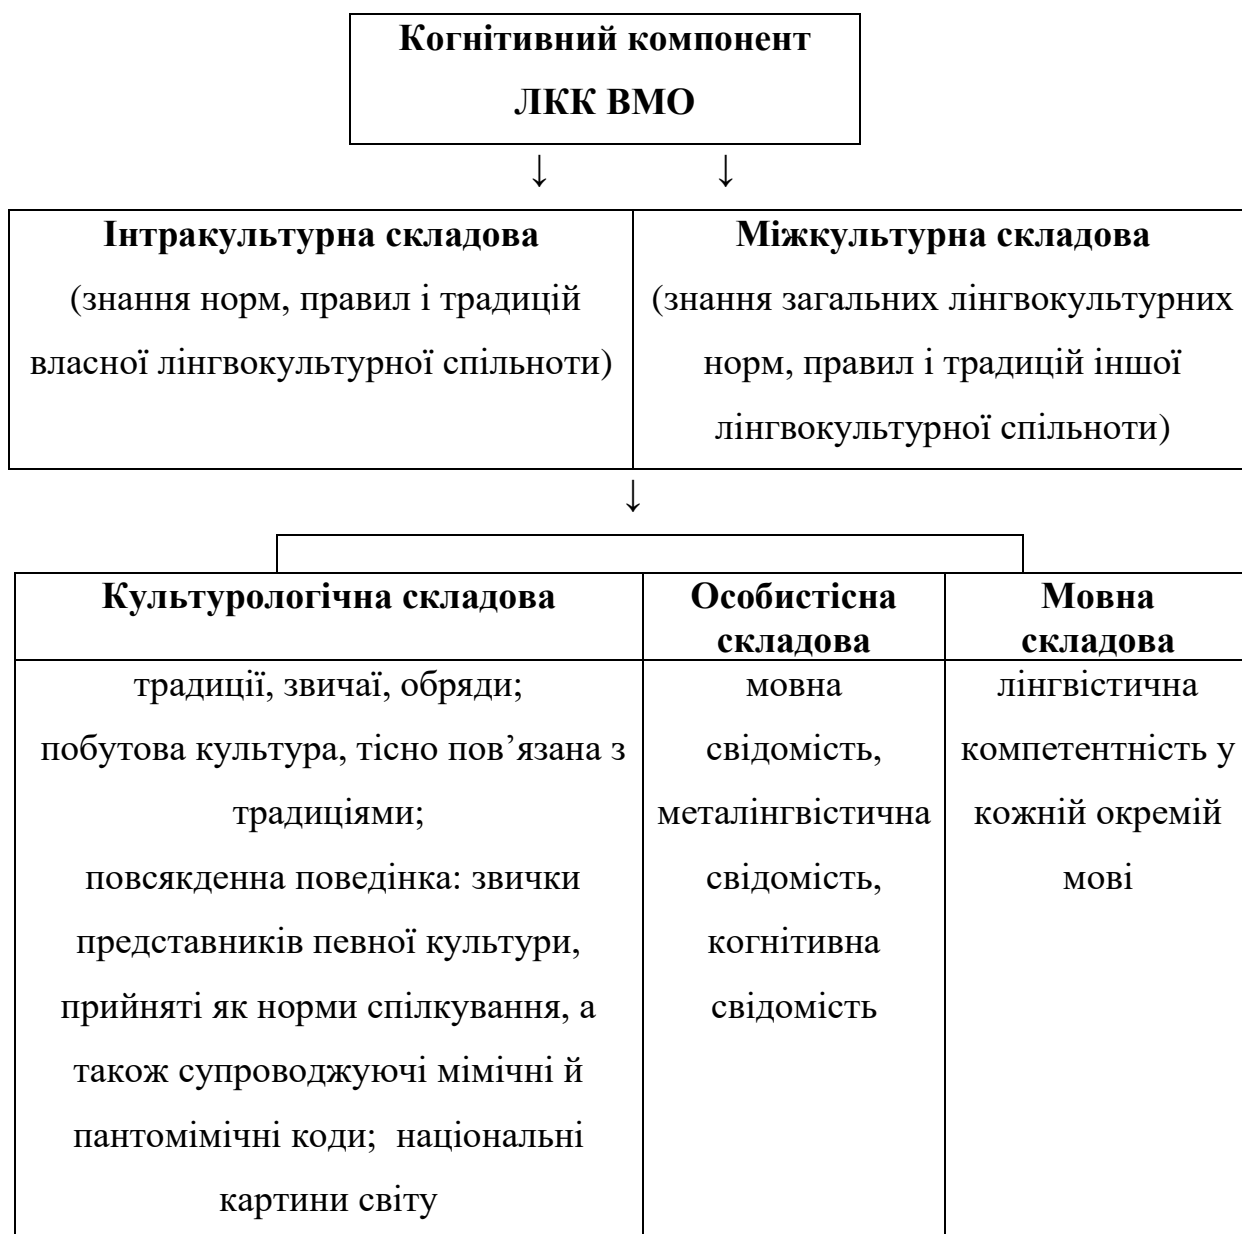 Когнітивний компонент
ЛКК ВМО
↓ ↓
Інтракультурна складова
(знання норм, правил і традицій
власної лінгвокультурної спільноти)
Міжкультурна складова
(знання загальних лінгвокультурних
норм, правил і традицій іншої
лінгвокультурної спільноти)
↓
Культурологічна складова
традиції, звичаї, обряди;
побутова культура, тісно пов’язана з
традиціями;
повсякденна поведінка: звички
представників певної культури,
прийняті як норми спілкування, а
також супроводжуючі мімічні й
пантомімічні коди; національні
картини світу
Особистісна
складова
мовна
свідомість,
металінгвістична
свідомість,
когнітивна
свідомість
Мовна
складова
лінгвістична
компетентність у
кожній окремій
мові